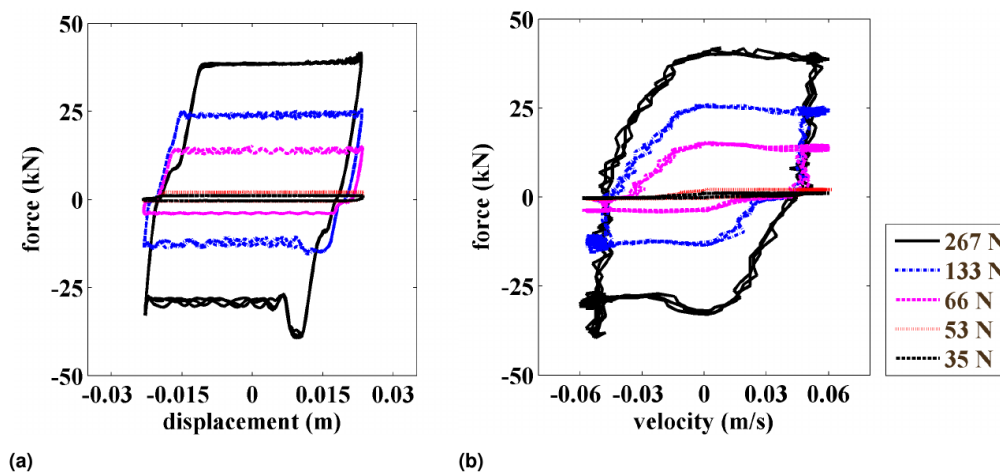 50
25
0
-25
-50
force (kN)
-0.03 -0.015 0 0.015 0.03
displacement (m)
(a)
50
25
0
-25
-50
force (kN)
-0.06 -0.03 0 0.03 0.06
velocity (m/s)
(b)
267 N
133 N
66 N
53 N
35 N